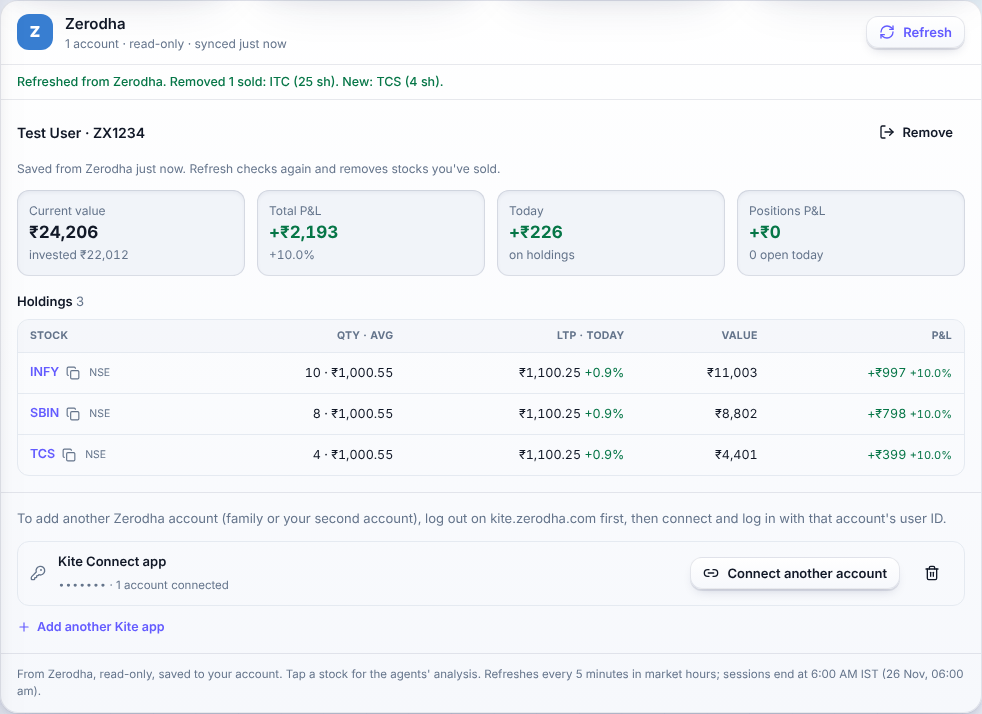 Z
Zerodha
1 account · read-only · synced just now
Refresh
Refreshed from Zerodha. Removed 1 sold: ITC (25 sh). New: TCS (4 sh).
Test User · ZX1234
Remove
Saved from Zerodha just now. Refresh checks again and removes stocks you've sold.
Current value
₹24,206
invested ₹22,012
Total P&L
+₹2,193
+10.0%
Today
+₹226
on holdings
Positions P&L
+₹0
0 open today
Holdings 3
STOCK QTY · AVG LTP · TODAY VALUE P&L
INFY NSE 10 · ₹1,000.55 ₹1,100.25 +0.9% ₹11,003 +₹997 +10.0%
SBIN NSE 8 · ₹1,000.55 ₹1,100.25 +0.9% ₹8,802 +₹798 +10.0%
TCS NSE 4 · ₹1,000.55 ₹1,100.25 +0.9% ₹4,401 +₹399 +10.0%
To add another Zerodha account (family or your second account), log out on kite.zerodha.com first, then connect and log in with that account's user ID.
Kite Connect app
••••••• · 1 account connected
Connect another account
+ Add another Kite app
From Zerodha, read-only, saved to your account. Tap a stock for the agents' analysis. Refreshes every 5 minutes in market hours; sessions end at 6:00 AM IST (26 Nov, 06:00
am).